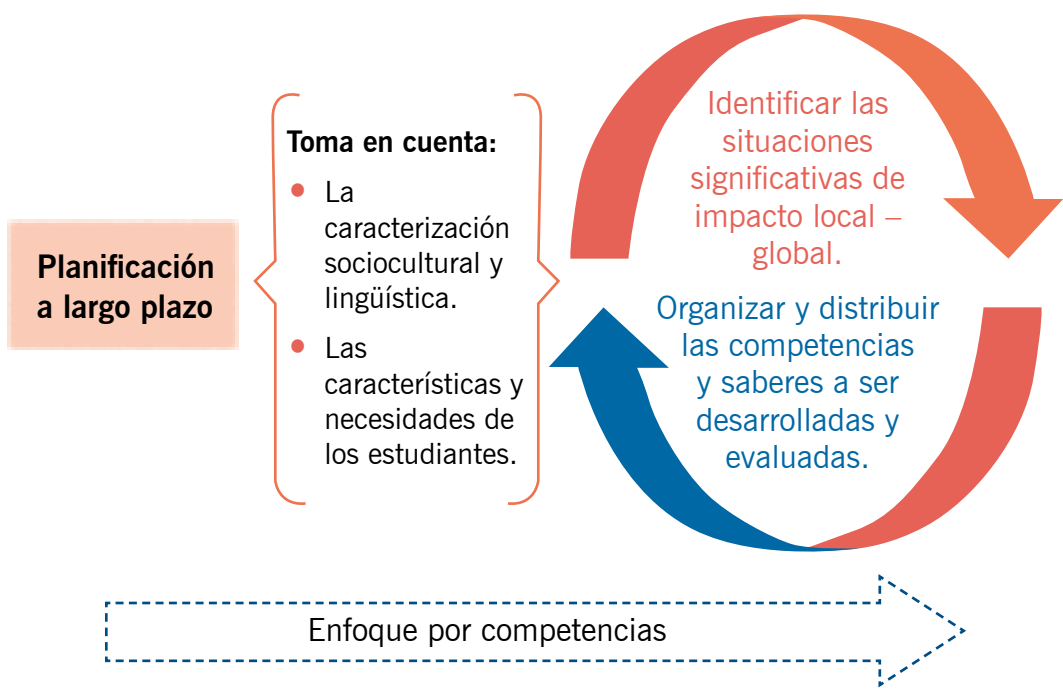 Planificación
a largo plazo
Toma en cuenta:
• La
caracterización
sociocultural y
lingüística.
• Las
características y
necesidades de
los estudiantes.
Identificar las
situaciones
significativas de
impacto local –
global.
Organizar y distribuir
las competencias
y saberes a ser
desarrolladas y
evaluadas.
Enfoque por competencias